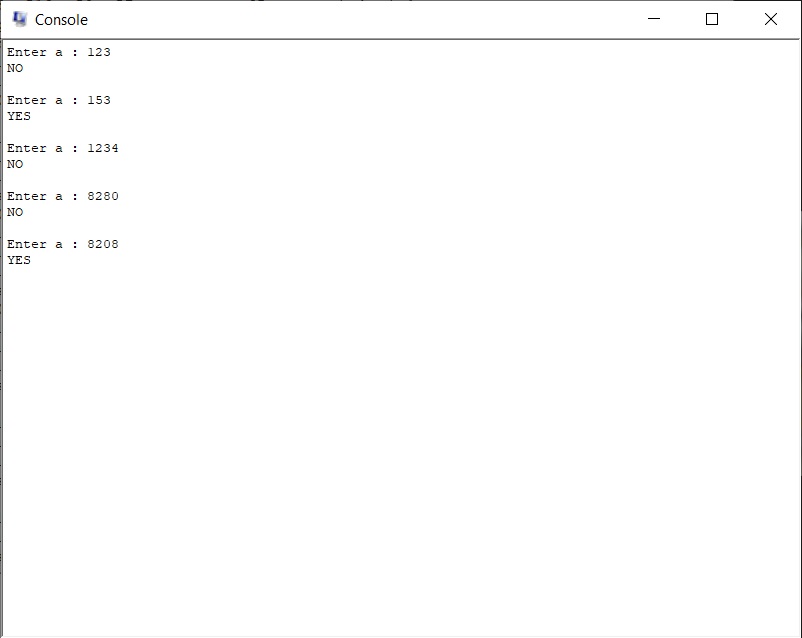 Console
Enter a : 123
NO
Enter a : 153
YES
Enter a : 1234
NO
Enter a : 8280
NO
Enter a : 8208
YES